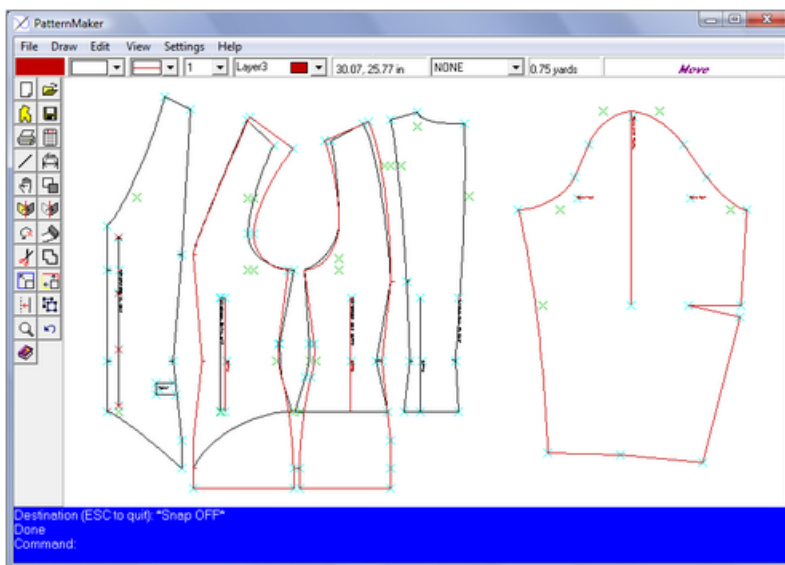 PatternMaker
File Draw Edit View Settings Help
1 Layer3 30.07, 25.77 in NONE 0.75 yards Move
Destination (ESC to quit): *Snap OFF*
Done
Command: